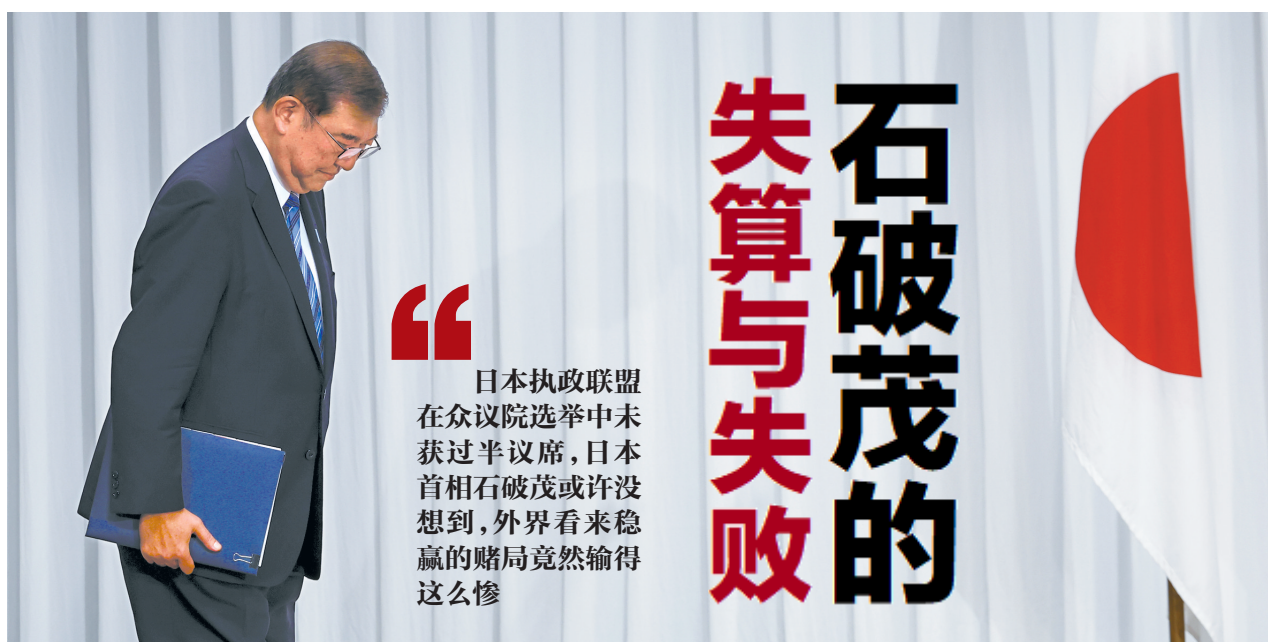 石破茂的
失算与失败
“
日本执政联盟
在众议院选举中未
获过半议席，日本
首相石破茂或许没
想到，外界看来稳
赢的赌局竟然输得
这么惨